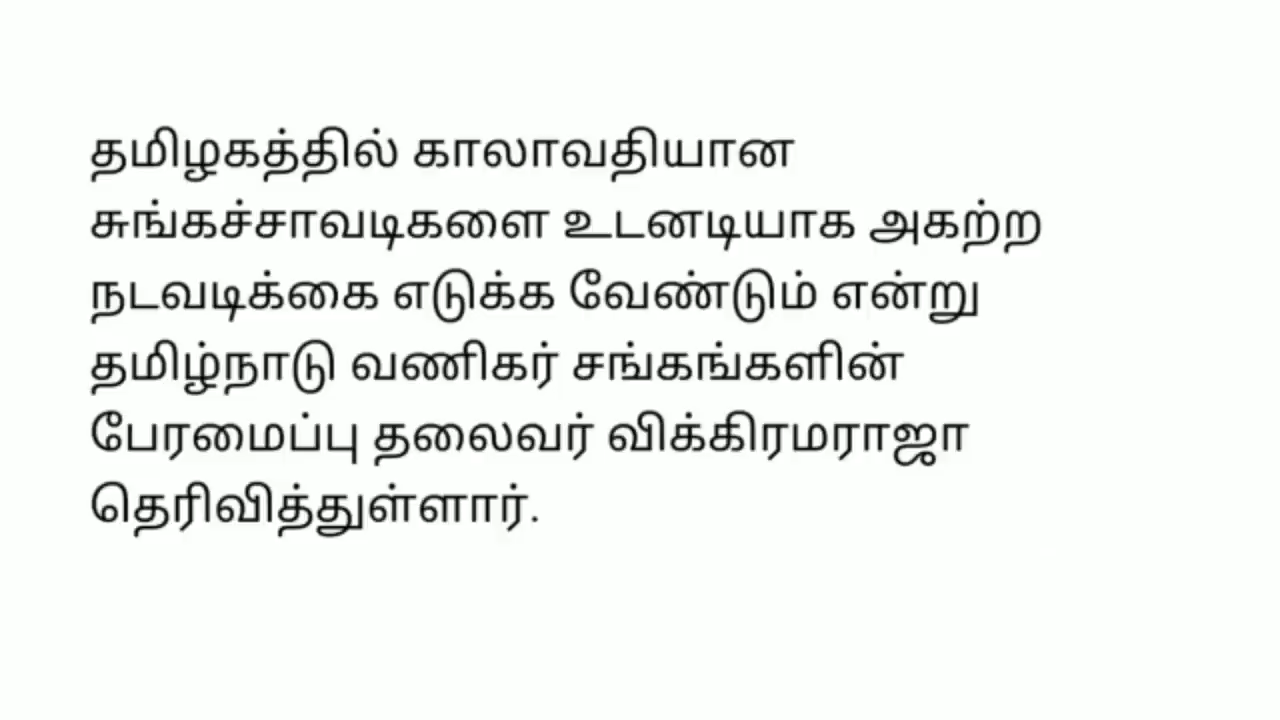 தமிழகத்தில் காலாவதியான
சுங்கச்சாவடிகளை உடனடியாக அகற்ற
நடவடிக்கை எடுக்க வேண்டும் என்று
தமிழ்நாடு வணிகர் சங்கங்களின்
பேரமைப்பு தலைவர் விக்கிரமராஜா
தெரிவித்துள்ளார்.